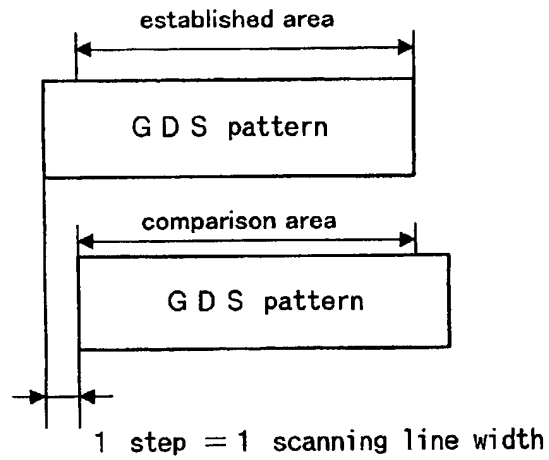 established area
G D S pattern
comparison area
G D S pattern
1 step = 1 scanning line width